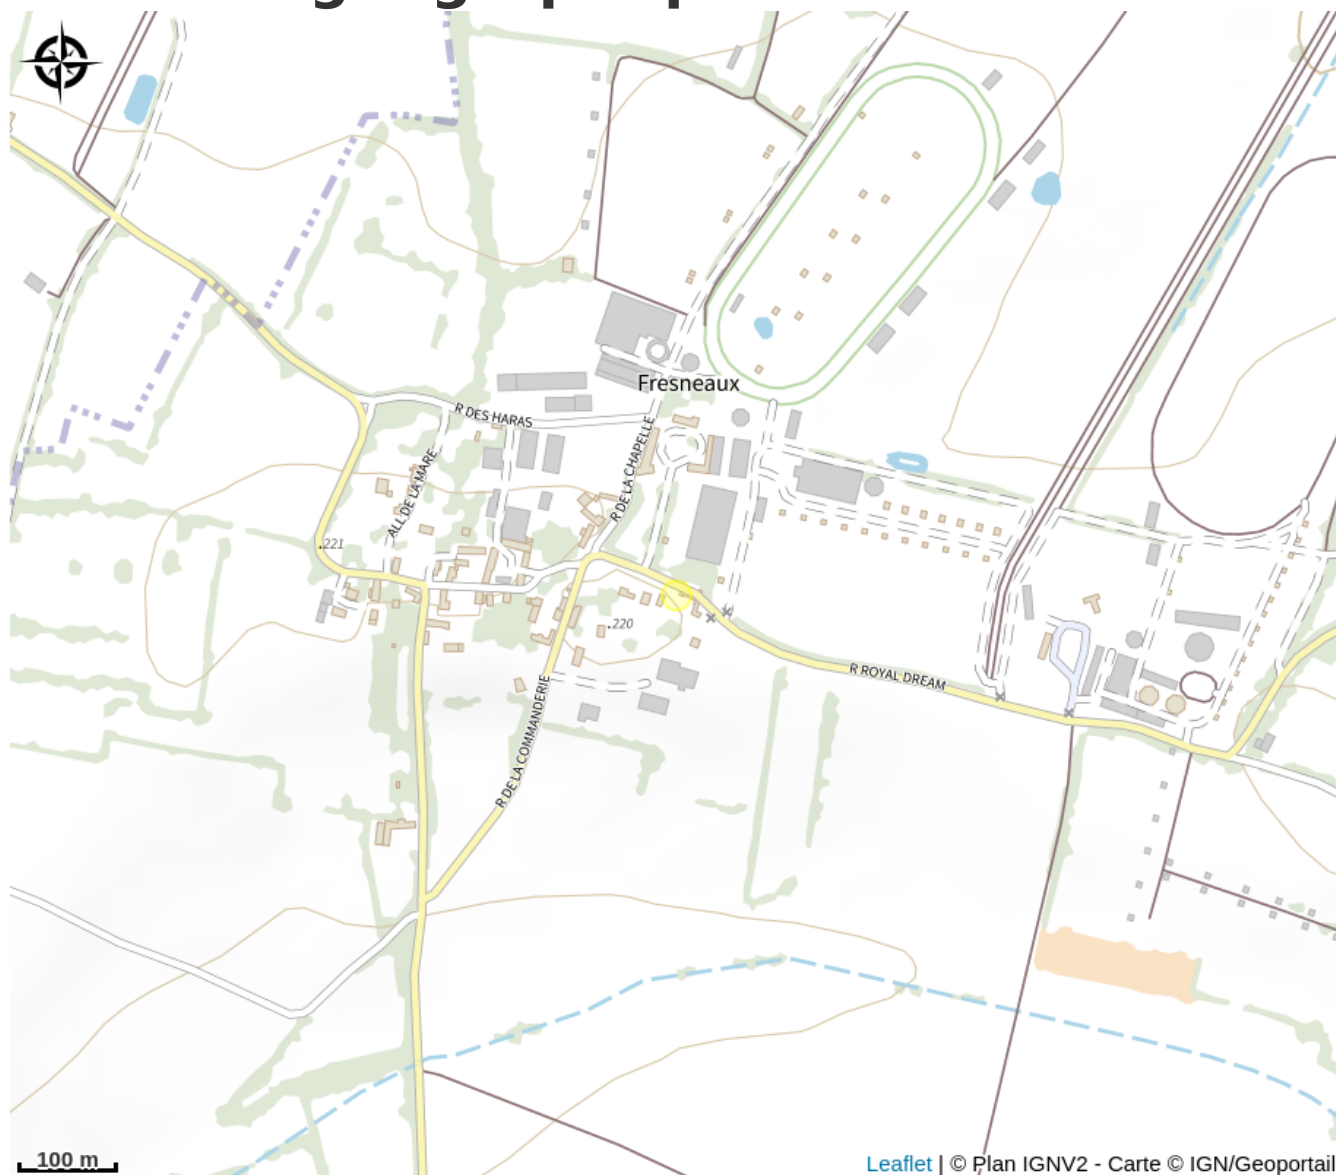 Fresneaux
R DES HARAS
R DE LA CHAPELLE
ALL DE LA MARE
221
220
R ROYAL DREAM
R DE LA COMMANDERIE
100 m
Leaflet | © Plan IGNV2 - Carte © IGN/Geoportail